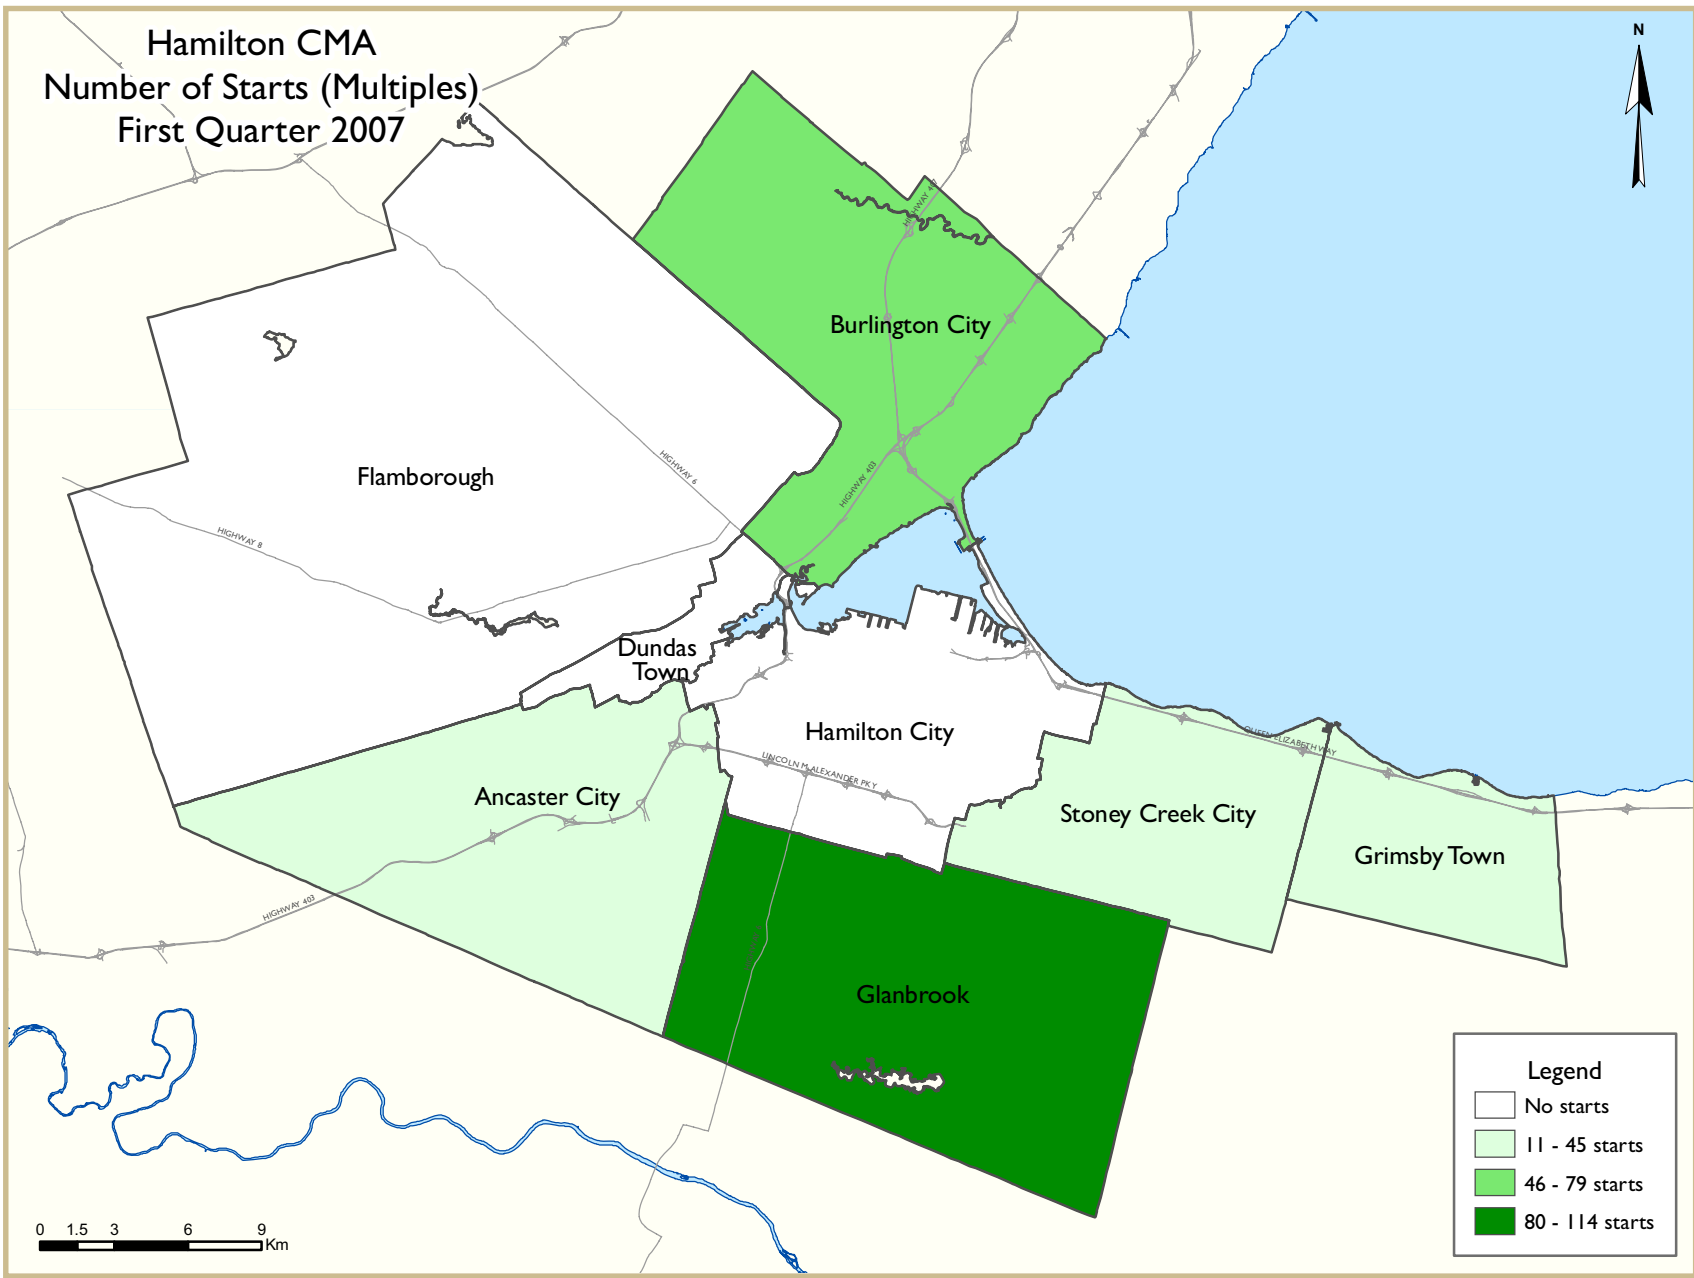 Hamilton CMA
Number of Starts (Multiples)
First Quarter 2007
N
HIGHWAY 407
Burlington City
HIGHWAY 6
HIGHWAY 403
Flamborough
HIGHWAY 8
Dundas
Town
Hamilton City
QUEEN ELIZABETH WAY
LINCOLN M. ALEXANDER PKY
Ancaster City
Stoney Creek City
Grimsby Town
HIGHWAY 403
Glanbrook
Legend
No starts
11 - 45 starts
46 - 79 starts
80 - 114 starts
0 1.5 3 6 9
Km